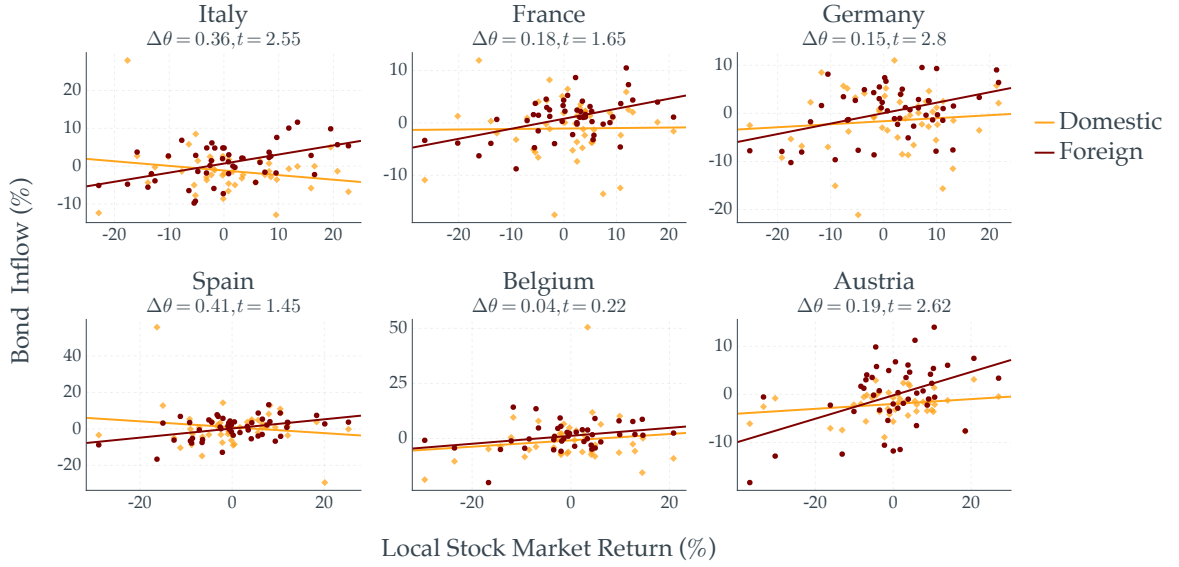 Italy
Δθ = 0.36, t = 2.55
France
Δθ = 0.18, t = 1.65
Germany
Δθ = 0.15, t = 2.8
20
10
0
-10
-20
-10
0
10
20
10
0
-10
-20
-10
0
10
20
10
0
-10
-20
-20
-10
0
10
20
Domestic
Foreign
Bond Inflow (%)
Spain
Δθ = 0.41, t = 1.45
Belgium
Δθ = 0.04, t = 0.22
Austria
Δθ = 0.19, t = 2.62
40
20
0
-20
-20
0
20
50
25
0
-20
0
20
10
0
-10
-20
0
20
Local Stock Market Return (%)